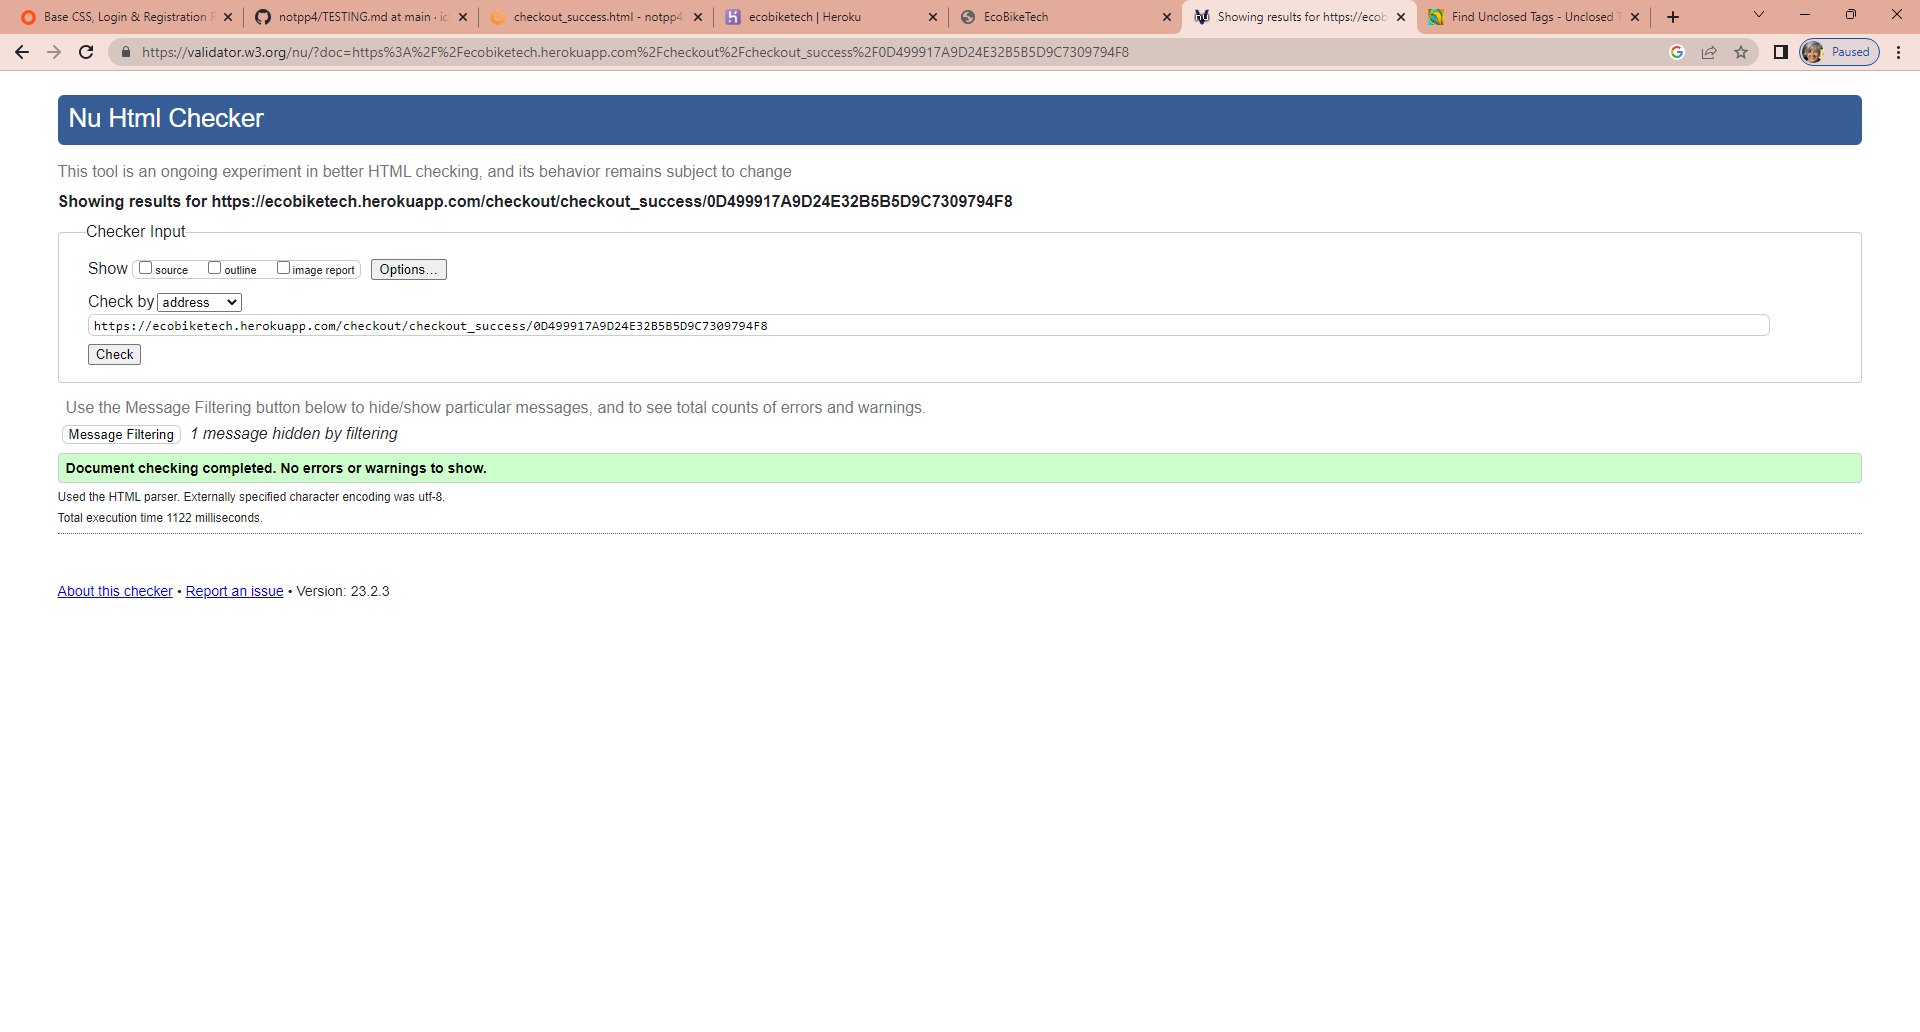 Base CSS, Login & Registration
notpp4/TESTING.md at main
checkout_success.html - notpp4
ecobiketech | Heroku
EcoBikeTech
Showing results for https://ecob
Find Unclosed Tags - Unclosed
https://validator.w3.org/nu/?doc=https%3A%2F%2Fecobiketech.herokuapp.com%2Fcheckout%2Fcheckout_success%2F0D499917A9D24E32B5B5D9C7309794F8
Paused
Nu Html Checker
This tool is an ongoing experiment in better HTML checking, and its behavior remains subject to change
Showing results for https://ecobiketech.herokuapp.com/checkout/checkout_success/0D499917A9D24E32B5B5D9C7309794F8
Checker Input
Show source outline image report Options...
Check by address
https://ecobiketech.herokuapp.com/checkout/checkout_success/0D499917A9D24E32B5B5D9C7309794F8
Check
Use the Message Filtering button below to hide/show particular messages, and to see total counts of errors and warnings.
Message Filtering 1 message hidden by filtering
Document checking completed. No errors or warnings to show.
Used the HTML parser. Externally specified character encoding was utf-8.
Total execution time 1122 milliseconds.
About this checker • Report an issue • Version: 23.2.3